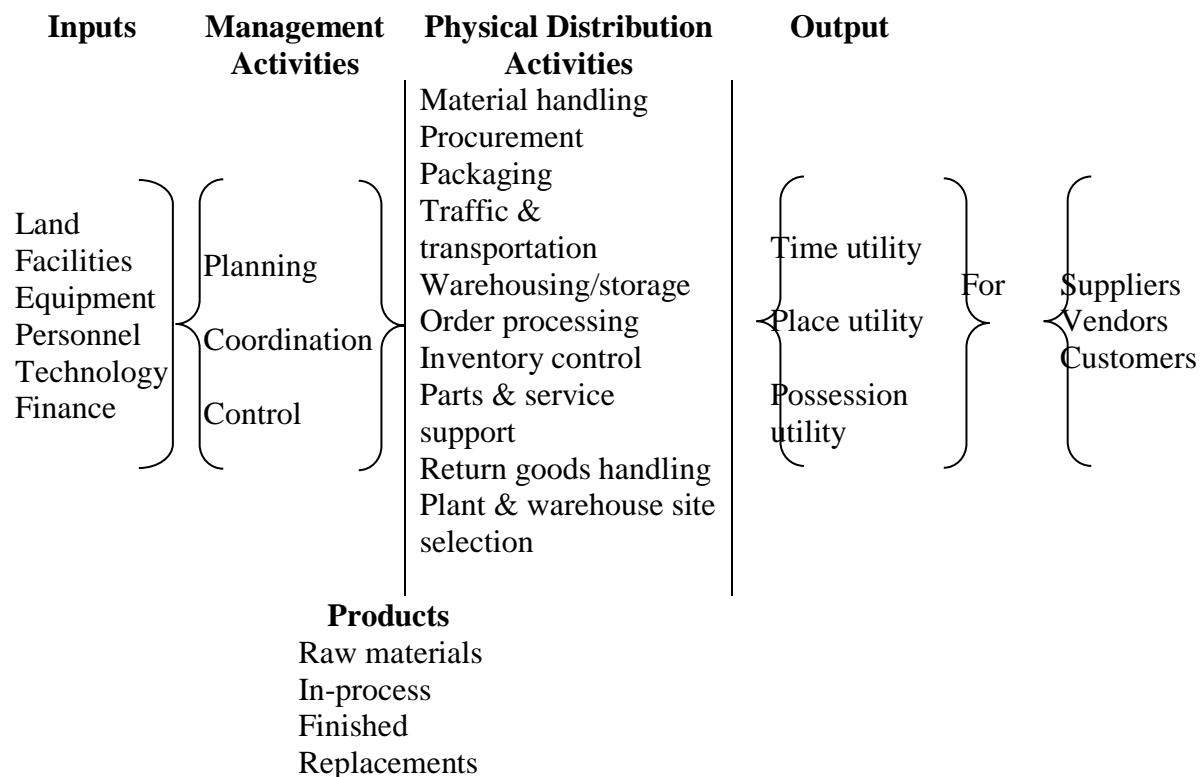 Inputs
Management
Activities
Physical Distribution
Activities
Output
Land
Facilities
Equipment
Personnel
Technology
Finance
Planning
Coordination
Control
Material handling
Procurement
Packaging
Traffic &
transportation
Warehousing/storage
Order processing
Inventory control
Parts & service
support
Return goods handling
Plant & warehouse site
selection
Time utility
Place utility
Possession
utility
For
Suppliers
Vendors
Customers
Products
Raw materials
In-process
Finished
Replacements